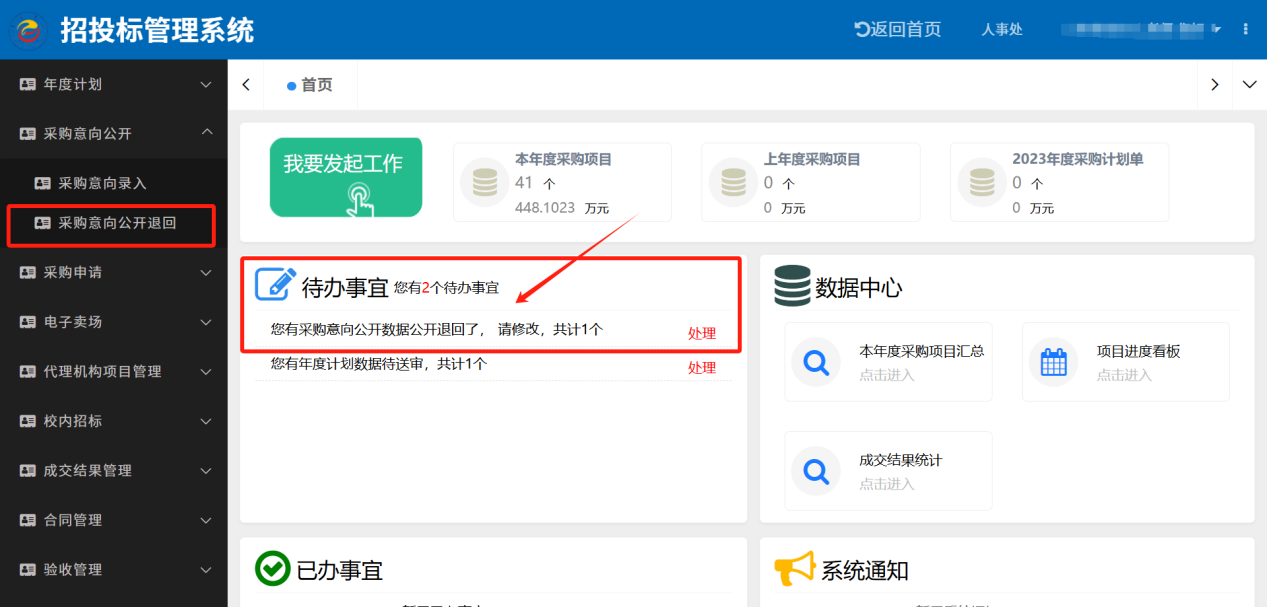 招投标管理系统
返回首页
人事处
年度计划
采购意向公开
采购意向录入
采购意向公开退回
采购申请
电子卖场
代理机构项目管理
校内招标
成交结果管理
合同管理
验收管理
首页
我要发起工作
本年度采购项目
41 个
448.1023 万元
上年度采购项目
0 个
0 万元
2023年度采购计划单
0 个
0 万元
待办事宜 您有2个待办事宜
您有采购意向公开数据公开退回了， 请修改，共计1个 处理
您有年度计划数据待送审，共计1个 处理
数据中心
本年度采购项目汇总
点击进入
项目进度看板
点击进入
成交结果统计
点击进入
已办事宜
系统通知